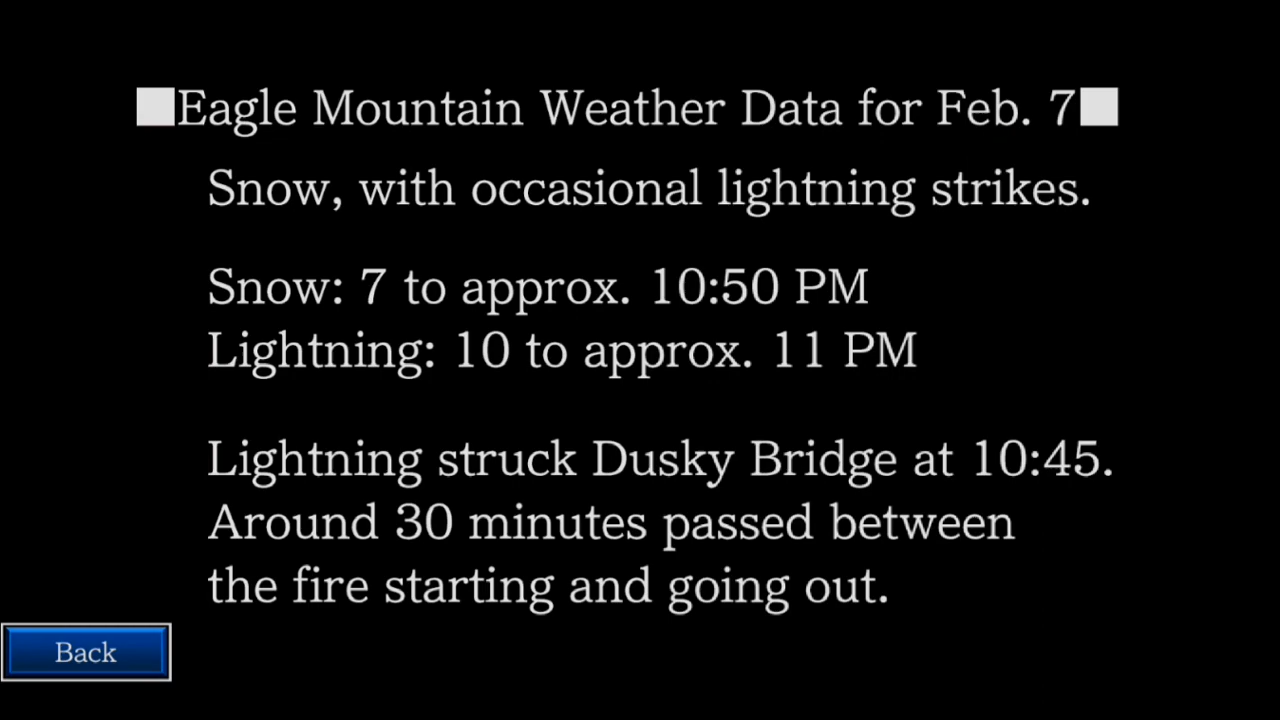 ■Eagle Mountain Weather Data for Feb. 7■
Snow, with occasional lightning strikes.
Snow: 7 to approx. 10:50 PM
Lightning: 10 to approx. 11 PM
Lightning struck Dusky Bridge at 10:45.
Around 30 minutes passed between
the fire starting and going out.
Back